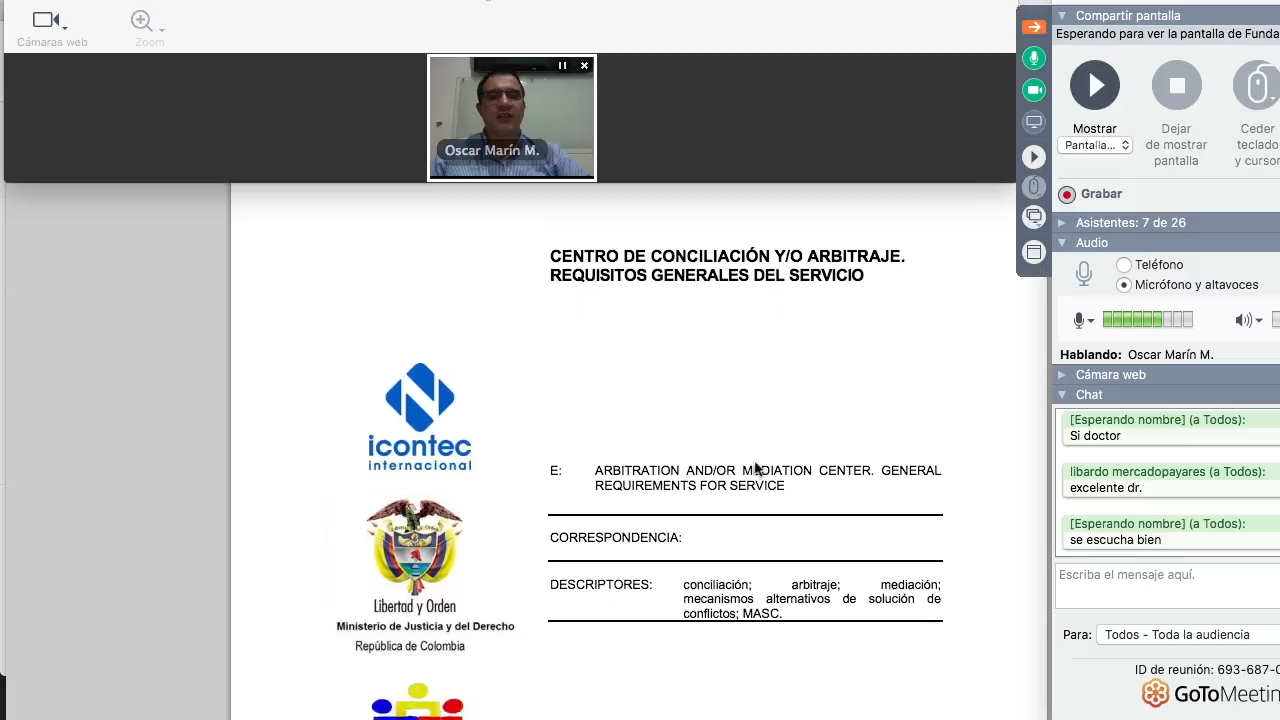 Cámaras web
Zoom
Oscar Marín M.
CENTRO DE CONCILIACIÓN Y/O ARBITRAJE.
REQUISITOS GENERALES DEL SERVICIO
icontec
internacional
E: ARBITRATION AND/OR MEDIATION CENTER. GENERAL
REQUIREMENTS FOR SERVICE
CORRESPONDENCIA:
DESCRIPTORES: conciliación; arbitraje; mediación;
mecanismos alternativos de solución de
conflictos; MASC.
Libertad y Orden
Ministerio de Justicia y del Derecho
República de Colombia
Compartir pantalla
Esperando para ver la pantalla de Funda
Mostrar
Pantalla...
Dejar
de mostrar
pantalla
Ceder
teclado
y cursor
Grabar
Asistentes: 7 de 26
Audio
Teléfono
Micrófono y altavoces
Hablando: Oscar Marín M.
Cámara web
Chat
[Esperando nombre] (a Todos):
Si doctor
libardo mercadopayares (a Todos):
excelente dr.
[Esperando nombre] (a Todos):
se escucha bien
Escriba el mensaje aquí.
Para: Todos - Toda la audiencia
ID de reunión: 693-687-0
GoToMeetin